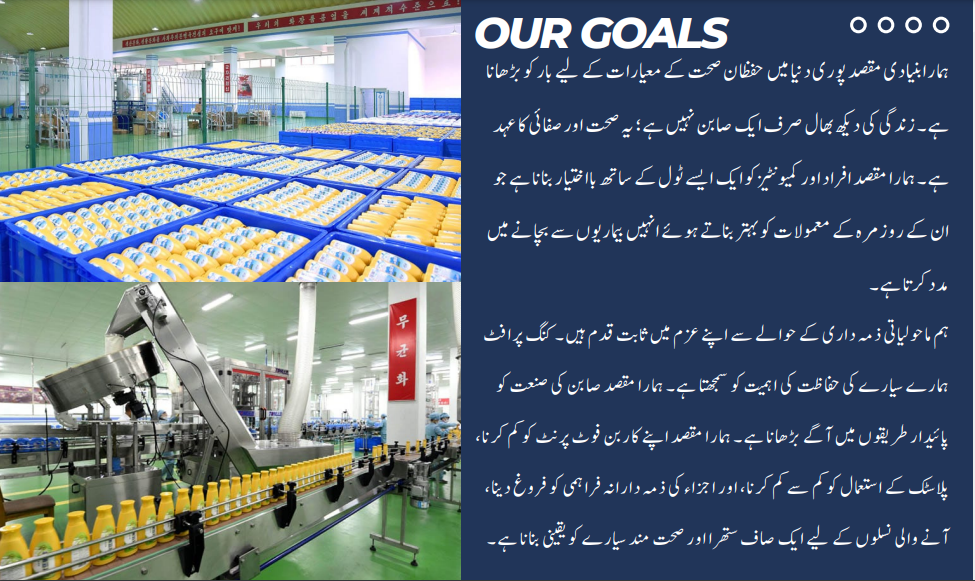 OUR GOALS
ہمارا بنیادی مقصد پوری دنیا میں حفظان صحت کے معیارات کے لیے بار کو بڑھانا
ہے۔ زندگی کی دیکھ بھال صرف ایک صابن نہیں ہے؛ یہ صحت اور صفائی کا عہد
ہے۔ ہمارا مقصد افراد اور کمیونٹیز کو ایک ایسے ٹول کے ساتھ بااختیار بنانا ہے جو
ان کے روزمرہ کے معمولات کو بہتر بناتے ہوئے انہیں بیماریوں سے بچانے میں
مدد کرتا ہے۔
ہم ماحولیاتی ذمہ داری کے حوالے سے اپنے عزم میں ثابت قدم ہیں۔ کنگ پرافٹ
ہمارے سیارے کی حفاظت کی اہمیت کو سمجھتا ہے۔ ہمارا مقصد صابن کی صنعت کو
پائیدار طریقوں میں آگے بڑھانا ہے۔ ہمارا مقصد اپنے کاربن فوٹ پرنٹ کو کم کرنا،
پلاسٹک کے استعمال کو کم سے کم کرنا، اور اجزاء کی ذمہ دارانہ فراہمی کو فروغ دینا،
آنے والی نسلوں کے لیے ایک صاف ستھرا اور صحت مند سیارے کو یقینی بنانا ہے۔
무균화